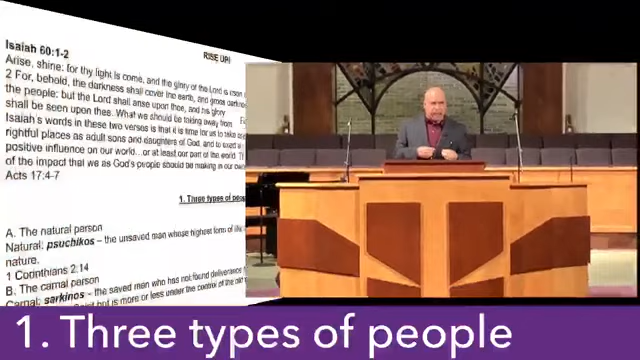 Isaiah 60:1-2
RISE UP!
Arise, shine: for thy light is come, and the glory of the Lord is risen
2 For, behold, the darkness shall cover the earth, and gross darkness
the people: but the Lord shall arise upon thee, and his glory
shall be seen upon thee. What we should be taking away from
Isaiah's words in these two verses is that it is time for us to take
rightful places as adult sons and daughters of God, and to
positive influence on our world...or at least our part of the world.
of the impact that we as God's people should be making in our
Acts 17:4-7
1. Three types of peop
A. The natural person
Natural: psuchikos – the unsaved man whose highest form of
nature.
1 Corinthians 2:14
B. The carnal person
Carnal: sarkinos – the saved man who has not found deliverance
but is more or less under the control of the
1. Three types of people